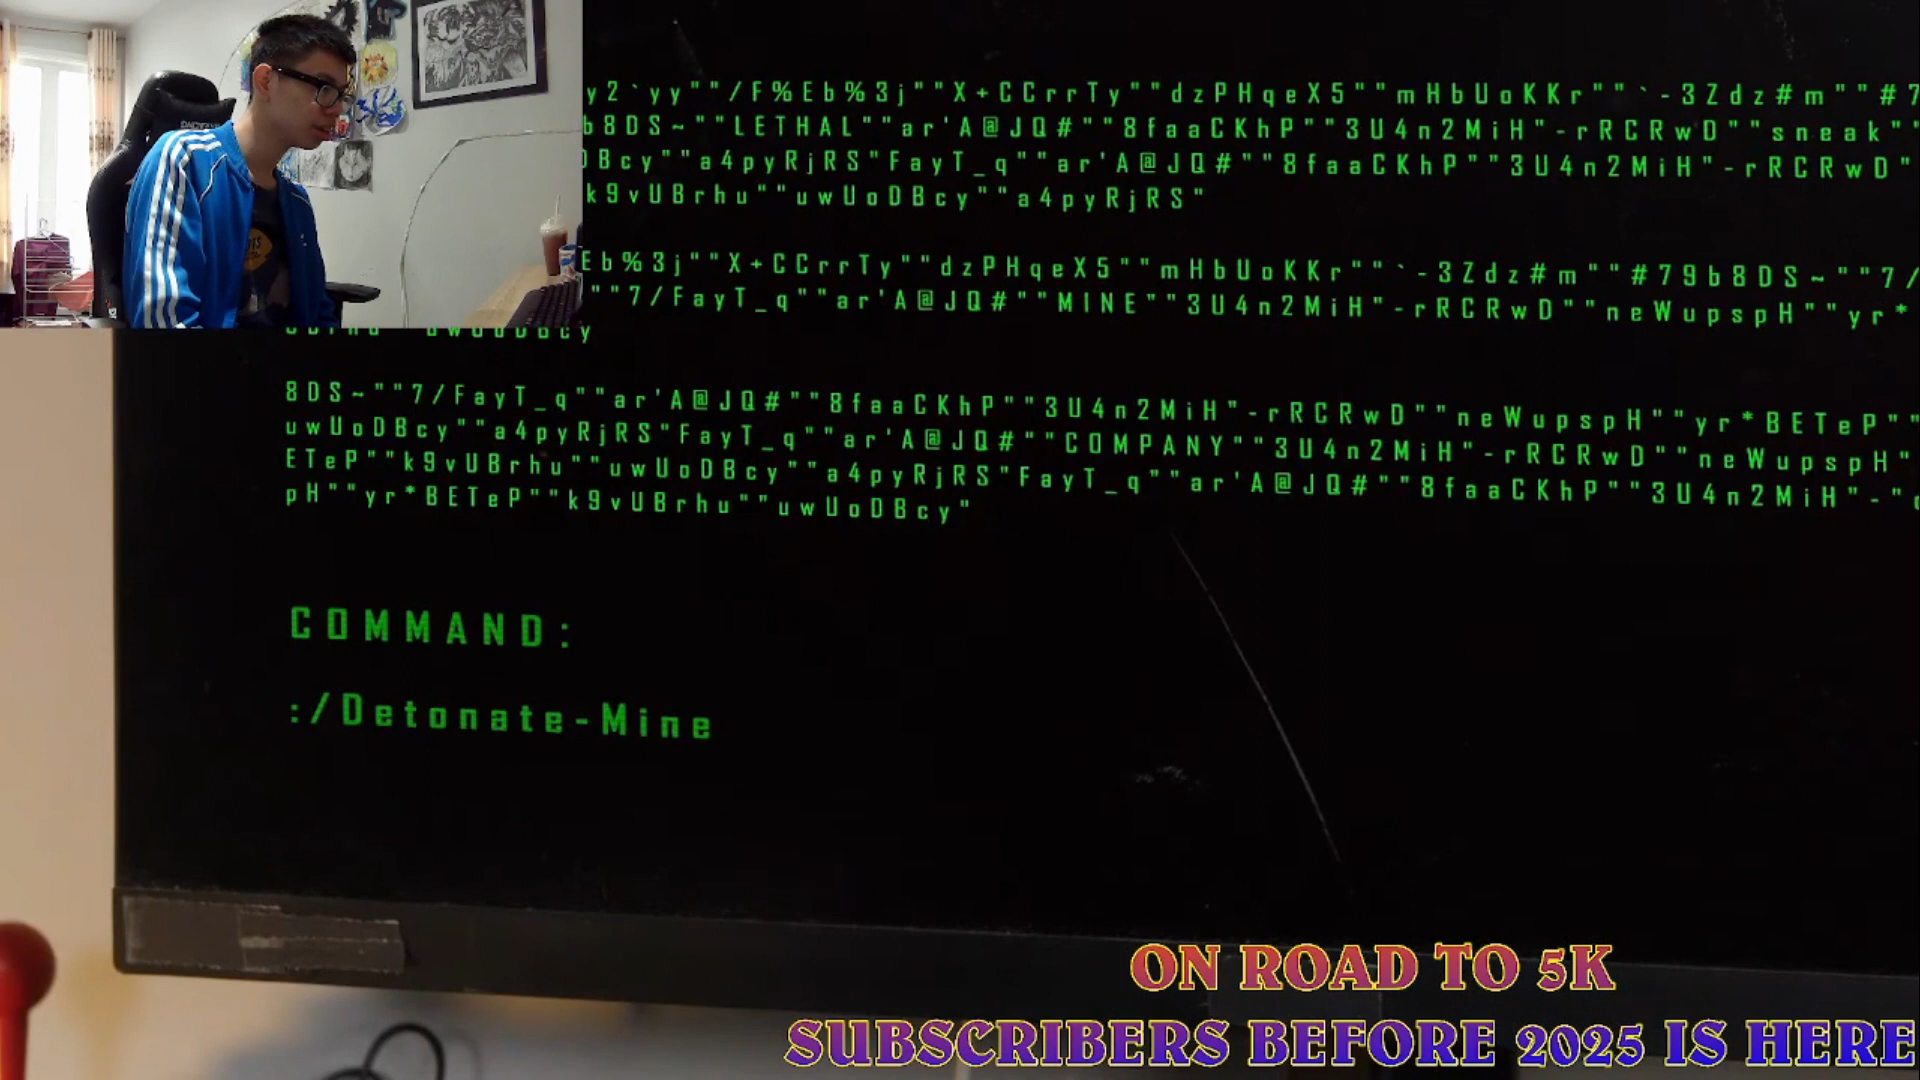 y2`yy""/F%Eb%3j""X+CCrrTy""dzPHqeX5""mHbUoKKr""`-3Zdz#m""#7
b8DS~""LETHAL""ar'A@JQ#""8faaCKhP""3U4n2MiH"-rRCRwD""sneak""
DBcy""a4pyRjRS"FayT_q""ar'A@JQ#""8faaCKhP""3U4n2MiH"-rRCRwD"
k9vUBrhu""uwUoDBcy""a4pyRjRS"
Eb%3j""X+CCrrTy""dzPHqeX5""mHbUoKKr""`-3Zdz#m""#79b8DS~""7/
""7/FayT_q""ar'A@JQ#""MINE""3U4n2MiH"-rRCRwD""neWupspH""yr*
uwUoDBcy
8DS~""7/FayT_q""ar'A@JQ#""8faaCKhP""3U4n2MiH"-rRCRwD""neWupspH""yr*BETeP""
uwUoDBcy""a4pyRjRS"FayT_q""ar'A@JQ#""COMPANY""3U4n2MiH"-rRCRwD""neWupspH"
ETeP""k9vUBrhu""uwUoDBcy""a4pyRjRS"FayT_q""ar'A@JQ#""8faaCKhP""3U4n2MiH"-"
pH""yr*BETeP""k9vUBrhu""uwUoDBcy"
COMMAND:
:/Detonate-Mine
ON ROAD TO 5K
SUBSCRIBERS BEFORE 2025 IS HERE